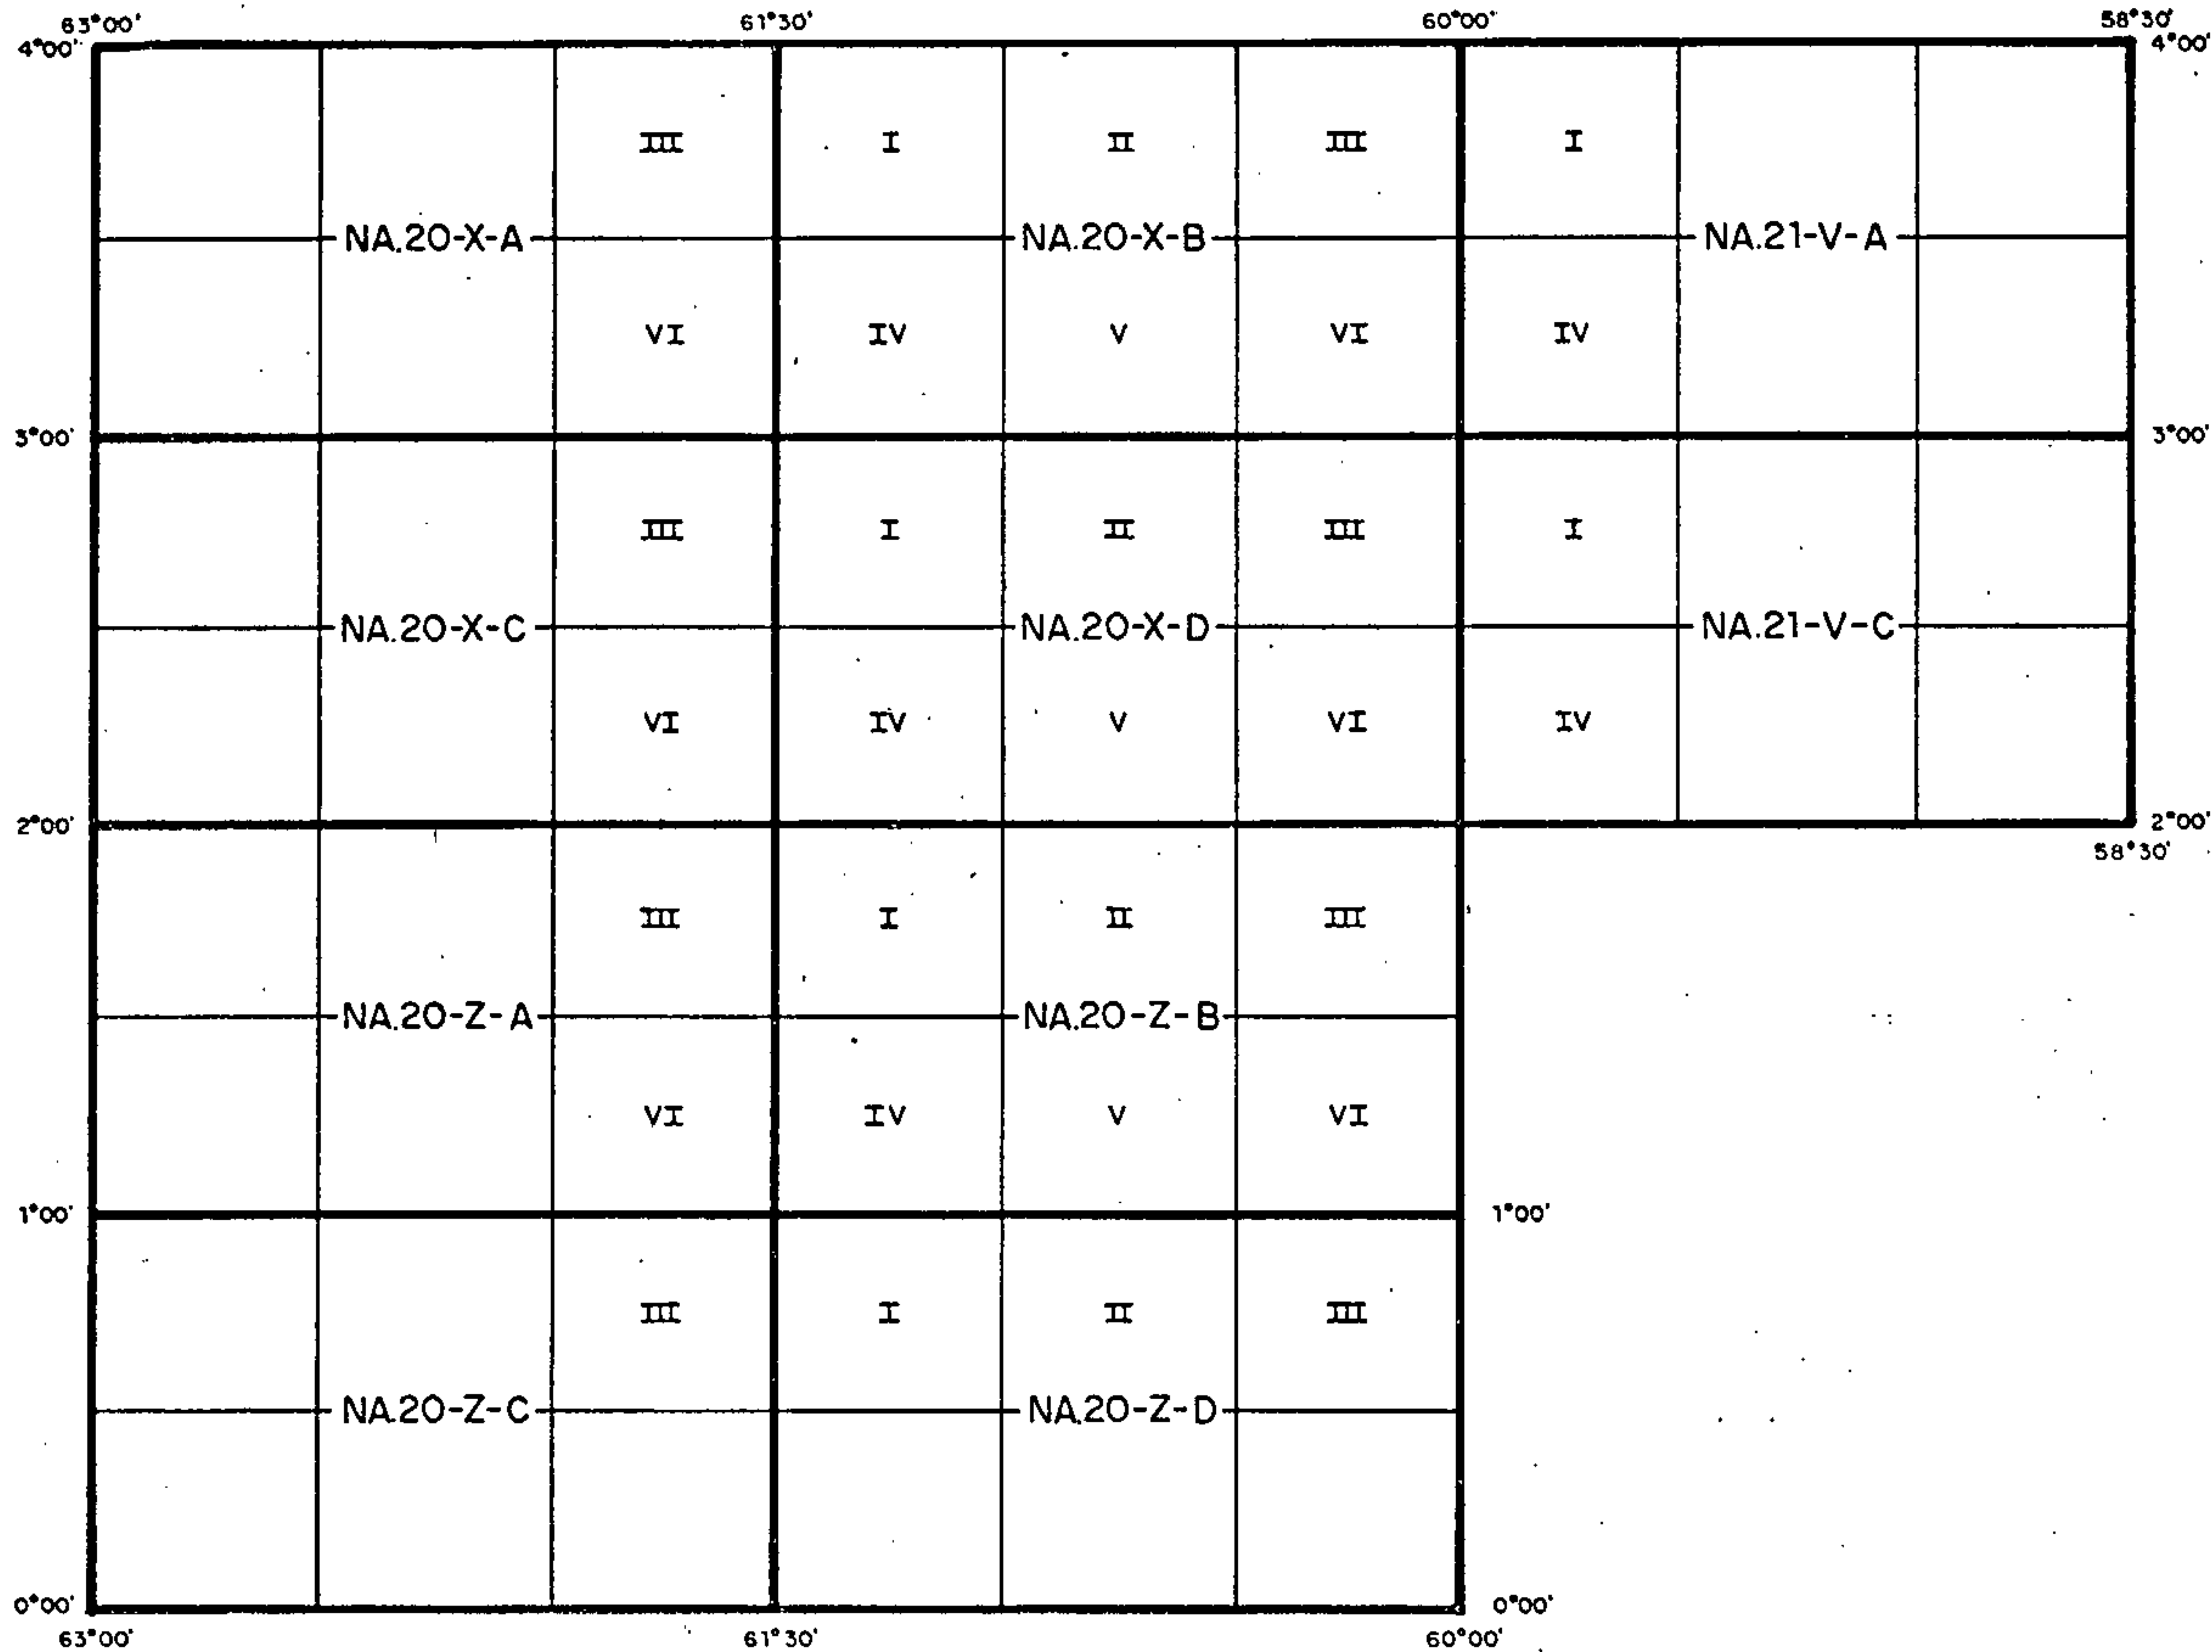 63°00' 61°30' 60°00' 58°30'
4°00' 4°00'
III I II III I
NA.20-X-A NA.20-X-B NA.21-V-A
VI IV V VI IV
3°00' 3°00'
III I II III I
NA.20-X-C NA.20-X-D NA.21-V-C
VI IV V VI IV
2°00' 2°00'
58°30'
III I II III
NA.20-Z-A NA.20-Z-B
VI IV V VI
1°00' 1°00'
III I II III
NA.20-Z-C NA.20-Z-D
0°00' 0°00'
63°00' 61°30' 60°00'